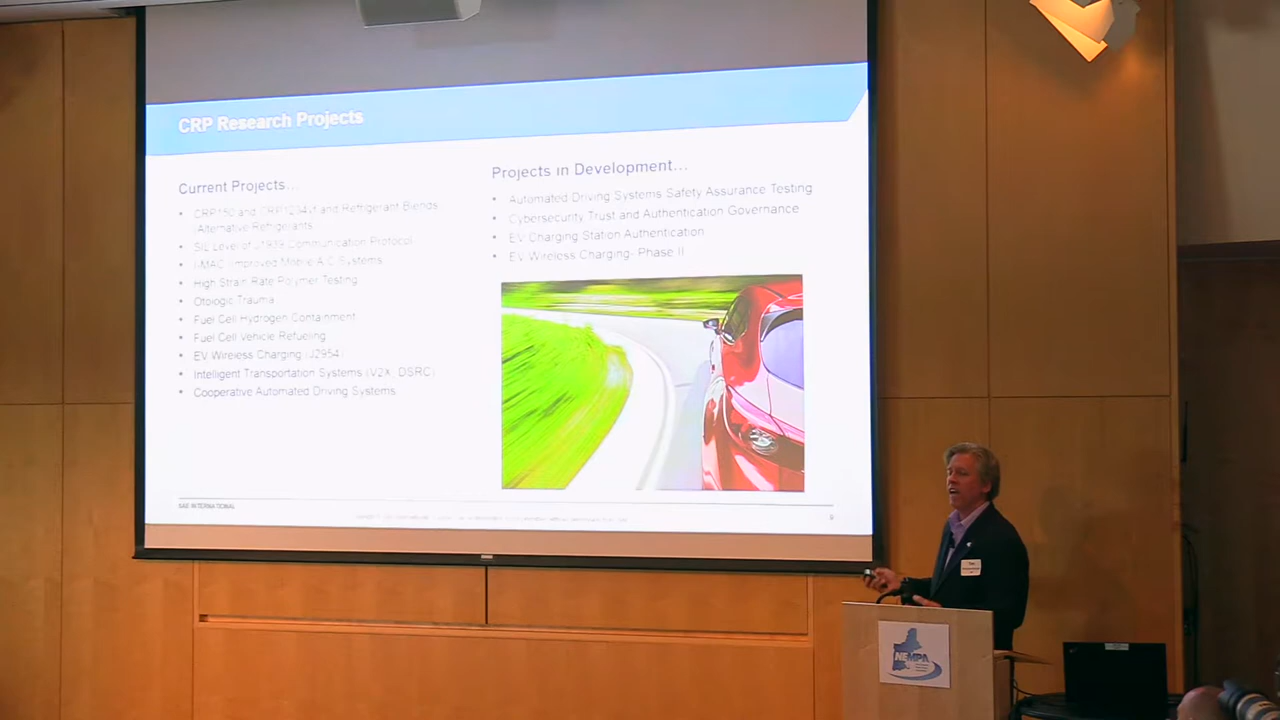 CRP Research Projects
Current Projects...
CRP150 and CRP1234yf and Refrigerant Blends
(Alternative Refrigerants)
SIL Level of J1939 Communication Protocol
I-MAC Improved Mobile A/C Systems
High Strain Rate Polymer Testing
Otologic Trauma
Fuel Cell Hydrogen Containment
Fuel Cell Vehicle Refueling
EV Wireless Charging (J2954)
Intelligent Transportation Systems (V2X, DSRC)
Cooperative Automated Driving Systems
Projects in Development...
Automated Driving Systems Safety Assurance Testing
Cybersecurity Trust and Authentication Governance
EV Charging Station Authentication
EV Wireless Charging- Phase II
SAE INTERNATIONAL
9
NEMPA